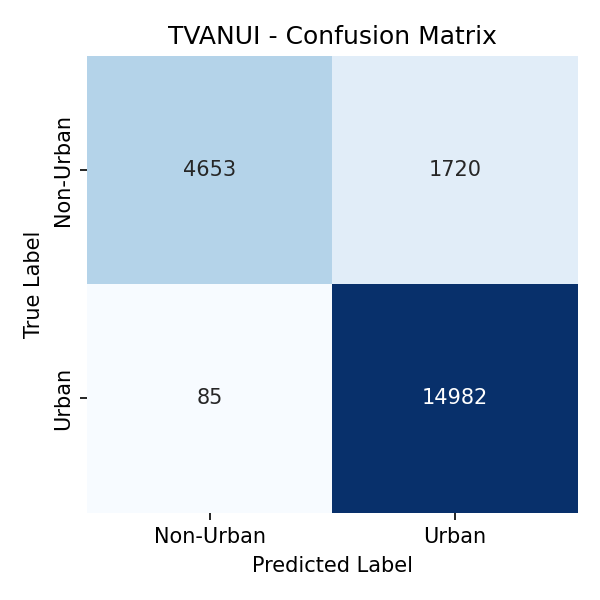 TVANUI - Confusion Matrix
True Label
Non-Urban
4653 1720
Urban
85 14982
Non-Urban Urban
Predicted Label